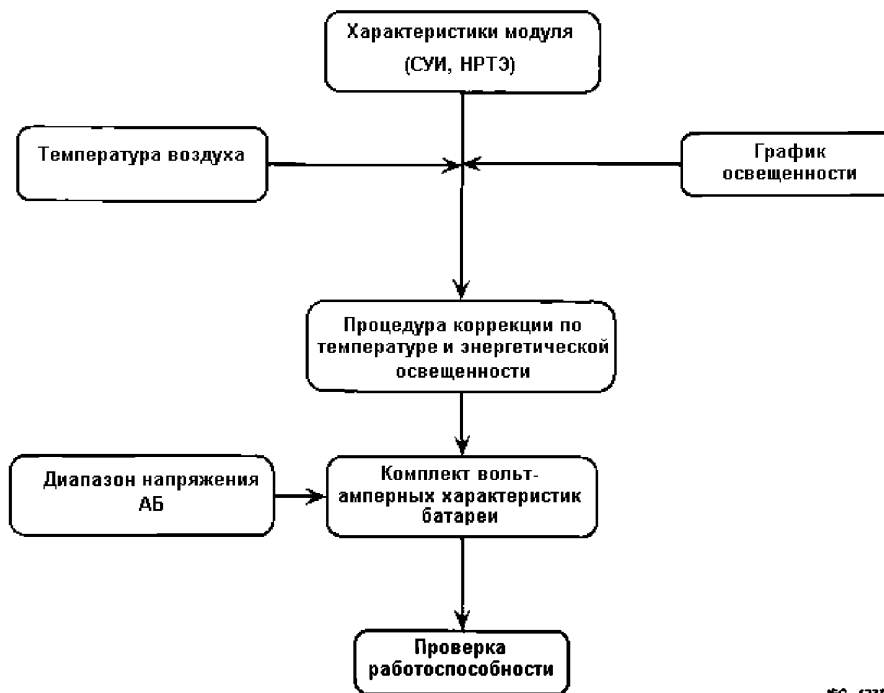 Характеристики модуля
(СУИ, НРТЭ)
Температура воздуха
График
освещенности
Процедура коррекции по
температуре и энергетической
освещенности
Диапазон напряжения
АБ
Комплект вольт-
амперных характеристик
батареи
Проверка
работоспособности